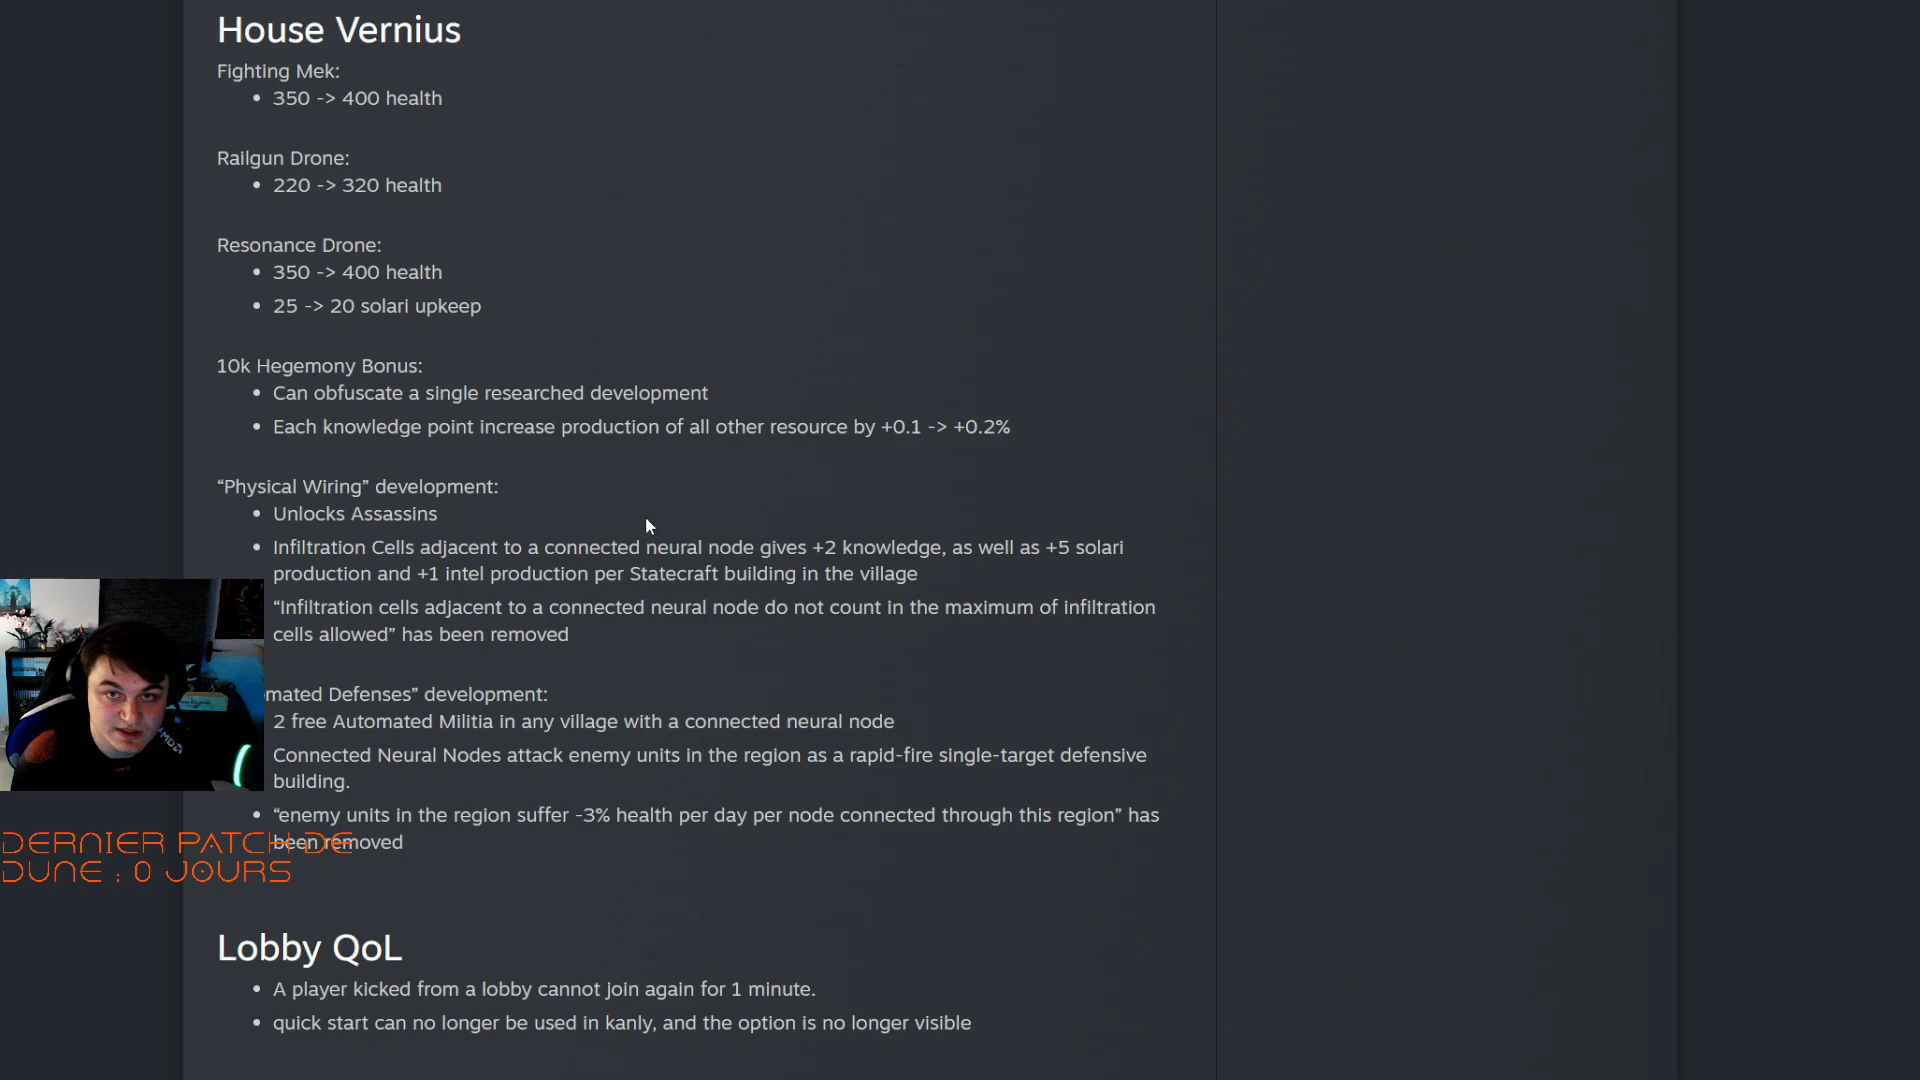 House Vernius
Fighting Mek:
• 350 -> 400 health
Railgun Drone:
• 220 -> 320 health
Resonance Drone:
• 350 -> 400 health
• 25 -> 20 solari upkeep
10k Hegemony Bonus:
• Can obfuscate a single researched development
• Each knowledge point increase production of all other resource by +0.1 -> +0.2%
“Physical Wiring” development:
• Unlocks Assassins
• Infiltration Cells adjacent to a connected neural node gives +2 knowledge, as well as +5 solari
production and +1 intel production per Statecraft building in the village
“Infiltration cells adjacent to a connected neural node do not count in the maximum of infiltration
cells allowed” has been removed
mated Defenses” development:
2 free Automated Militia in any village with a connected neural node
Connected Neural Nodes attack enemy units in the region as a rapid-fire single-target defensive
building.
• “enemy units in the region suffer -3% health per day per node connected through this region” has
been removed
DERNIER PATCH DE
DUNE : 0 JOURS
Lobby QoL
• A player kicked from a lobby cannot join again for 1 minute.
• quick start can no longer be used in kanly, and the option is no longer visible